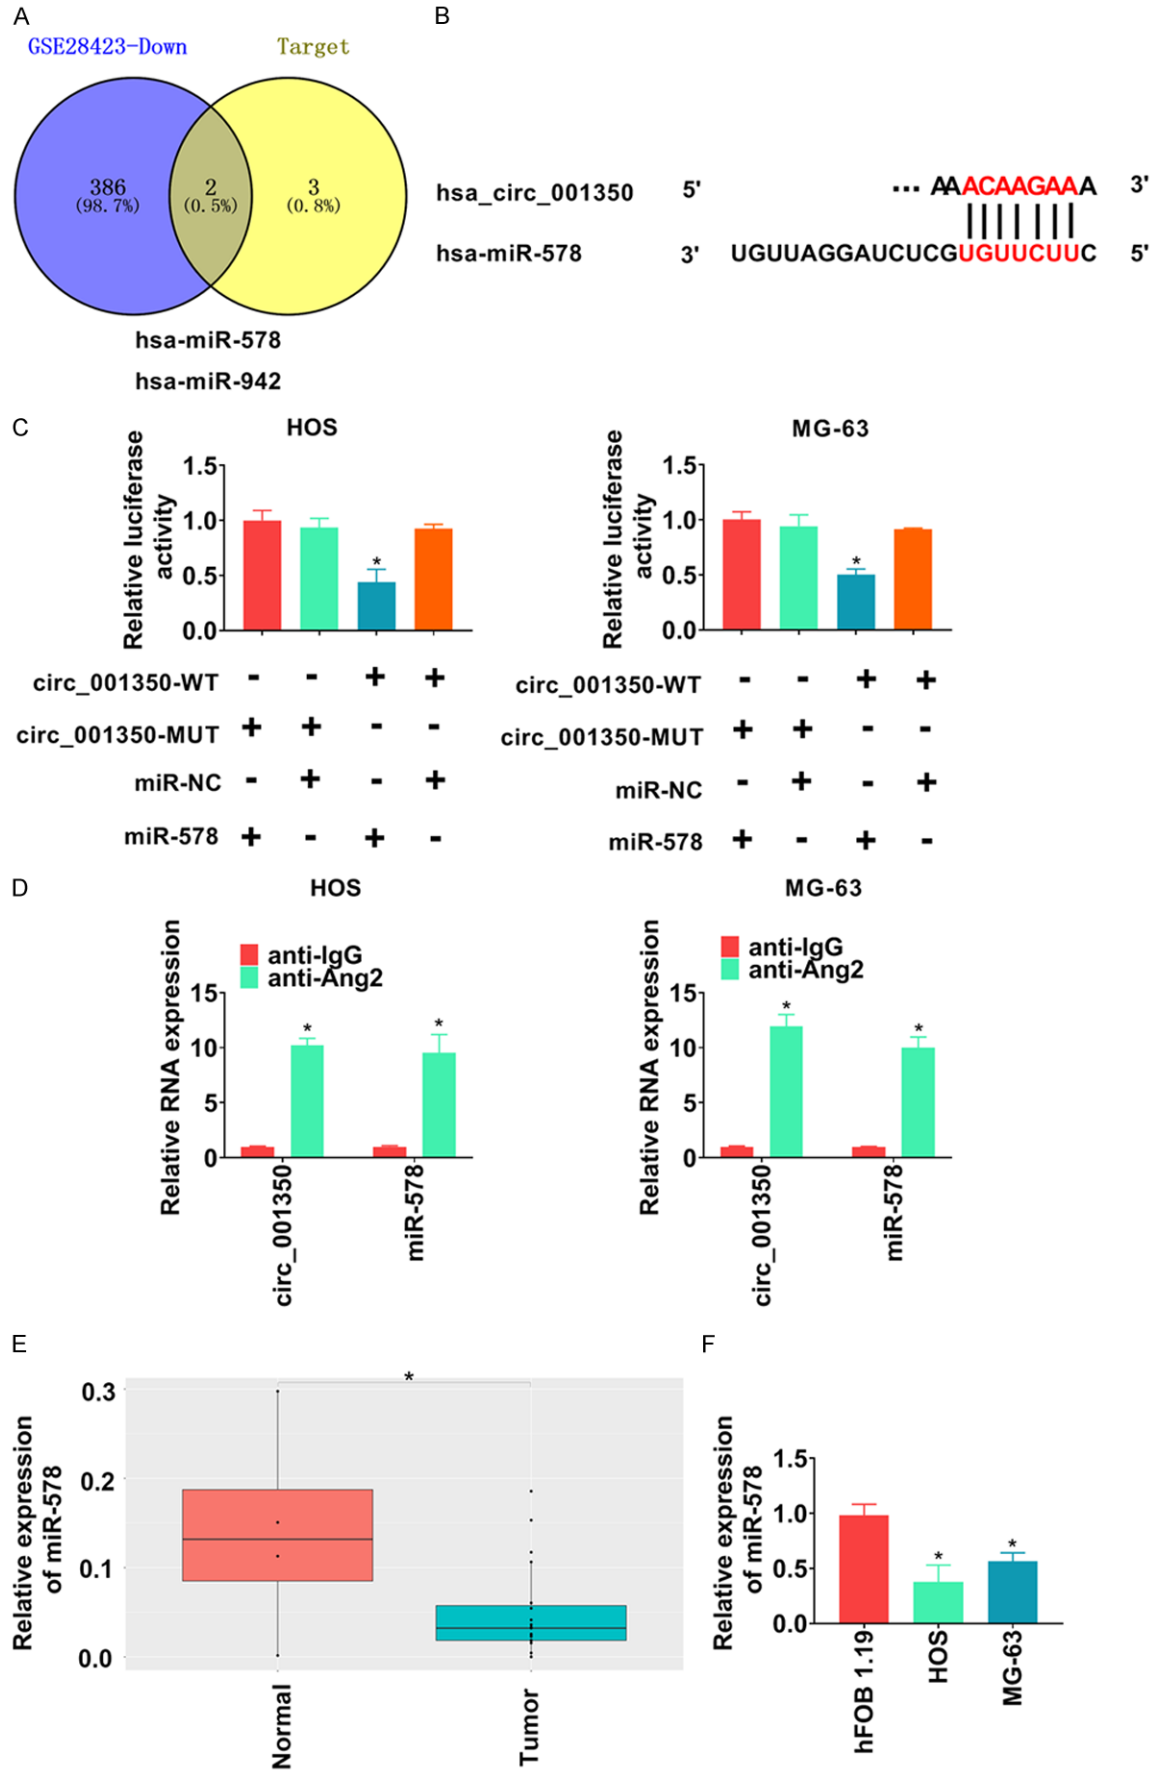 A
GSE28423-Down
Target
386
(98.7%)
2
(0.5%)
3
(0.8%)
hsa-miR-578
hsa-miR-942
B
hsa_circ_001350 5' ... AAACAAGAAA 3'
hsa-miR-578 3' UGUUAGGAUCUCGUGUUCUUC 5'
C
HOS
Relative luciferase
activity
1.5
1.0
0.5
0.0
*
circ_001350-WT - - + +
circ_001350-MUT + + - -
miR-NC - + - +
miR-578 + - + -
MG-63
Relative luciferase
activity
1.5
1.0
0.5
0.0
*
circ_001350-WT - - + +
circ_001350-MUT + + - -
miR-NC - + - +
miR-578 + - + -
D
HOS
anti-IgG
anti-Ang2
Relative RNA expression
15
10
5
0
* *
circ_001350
miR-578
MG-63
anti-IgG
anti-Ang2
Relative RNA expression
15
10
5
0
* *
circ_001350
miR-578
E
Relative expression
of miR-578
0.3
0.2
0.1
0.0
*
Normal
Tumor
F
Relative expression
of miR-578
1.5
1.0
0.5
0.0
* *
hFOB 1.19
HOS
MG-63